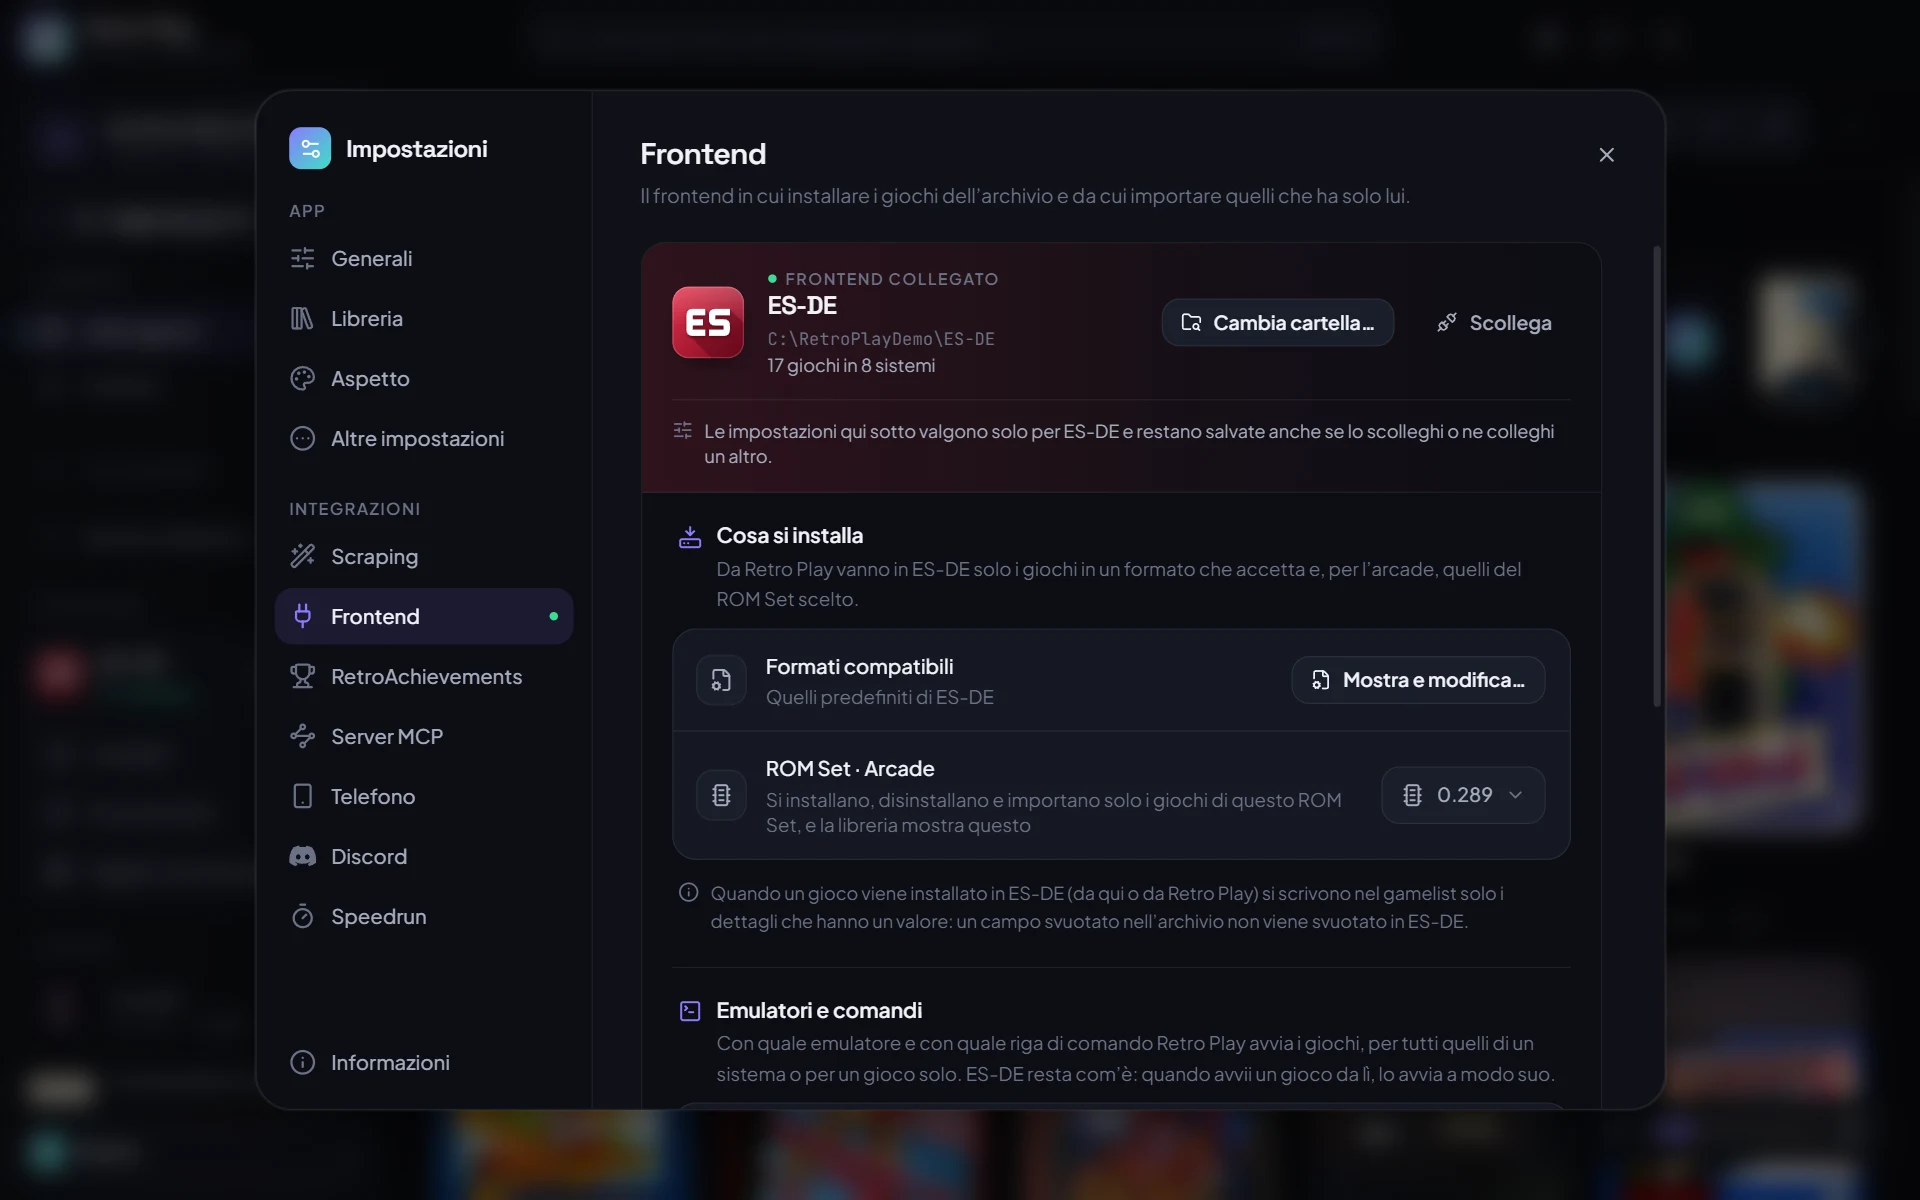 Impostazioni
APP
Generali
Libreria
Aspetto
Altre impostazioni
INTEGRAZIONI
Scraping
Frontend
RetroAchievements
Server MCP
Telefono
Discord
Speedrun
Informazioni
Frontend
Il frontend in cui installare i giochi dell’archivio e da cui importare quelli che ha solo lui.
ES
FRONTEND COLLEGATO
ES-DE
C:\RetroPlayDemo\ES-DE
17 giochi in 8 sistemi
Cambia cartella…
Scollega
Le impostazioni qui sotto valgono solo per ES-DE e restano salvate anche se lo scolleghi o ne colleghi
un altro.
Cosa si installa
Da Retro Play vanno in ES-DE solo i giochi in un formato che accetta e, per l’arcade, quelli del
ROM Set scelto.
Formati compatibili
Quelli predefiniti di ES-DE
Mostra e modifica…
ROM Set · Arcade
Si installano, disinstallano e importano solo i giochi di questo ROM
Set, e la libreria mostra questo
0.289
Quando un gioco viene installato in ES-DE (da qui o da Retro Play) si scrivono nel gamelist solo i
dettagli che hanno un valore: un campo svuotato nell’archivio non viene svuotato in ES-DE.
Emulatori e comandi
Con quale emulatore e con quale riga di comando Retro Play avvia i giochi, per tutti quelli di un
sistema o per un gioco solo. ES-DE resta com’è: quando avvii un gioco da lì, lo avvia a modo suo.